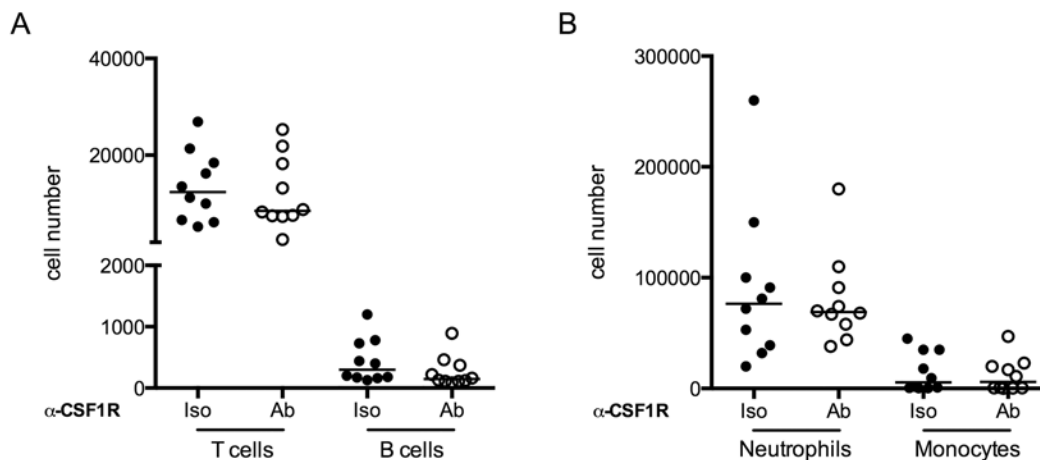 A
B
40000
20000
2000
1000
0
cell number
α-CSF1R Iso Ab Iso Ab
T cells B cells
300000
200000
100000
0
cell number
α-CSF1R Iso Ab Iso Ab
Neutrophils Monocytes